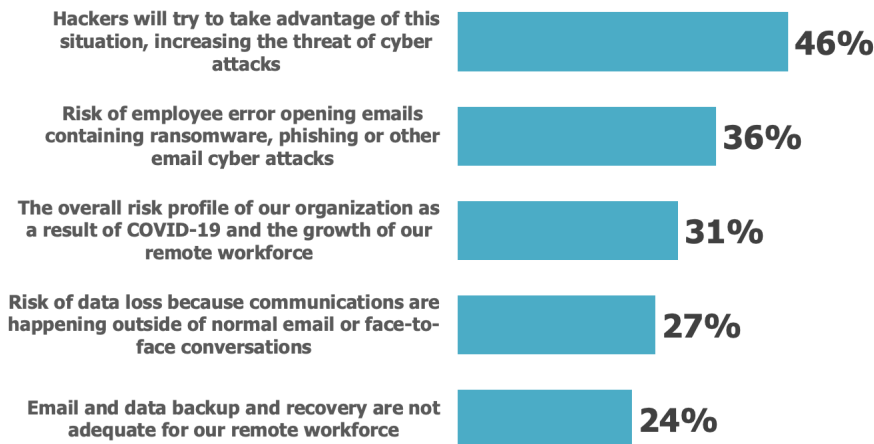 Hackers will try to take advantage of this
situation, increasing the threat of cyber
attacks
46%
Risk of employee error opening emails
containing ransomware, phishing or other
email cyber attacks
36%
The overall risk profile of our organization as
a result of COVID-19 and the growth of our
remote workforce
31%
Risk of data loss because communications are
happening outside of normal email or face-to-
face conversations
27%
Email and data backup and recovery are not
adequate for our remote workforce
24%